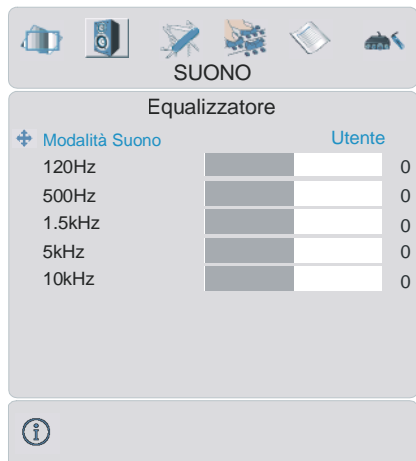 SUONO
Equalizzatore
Modalità Suono Utente
120Hz 0
500Hz 0
1.5kHz 0
5kHz 0
10kHz 0